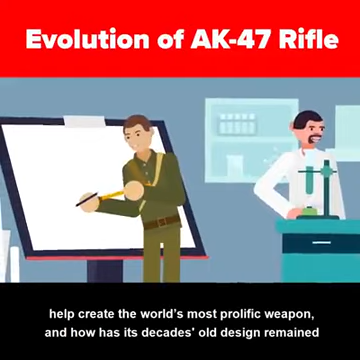 Evolution of AK-47 Rifle
help create the world's most prolific weapon,
and how has its decades' old design remained